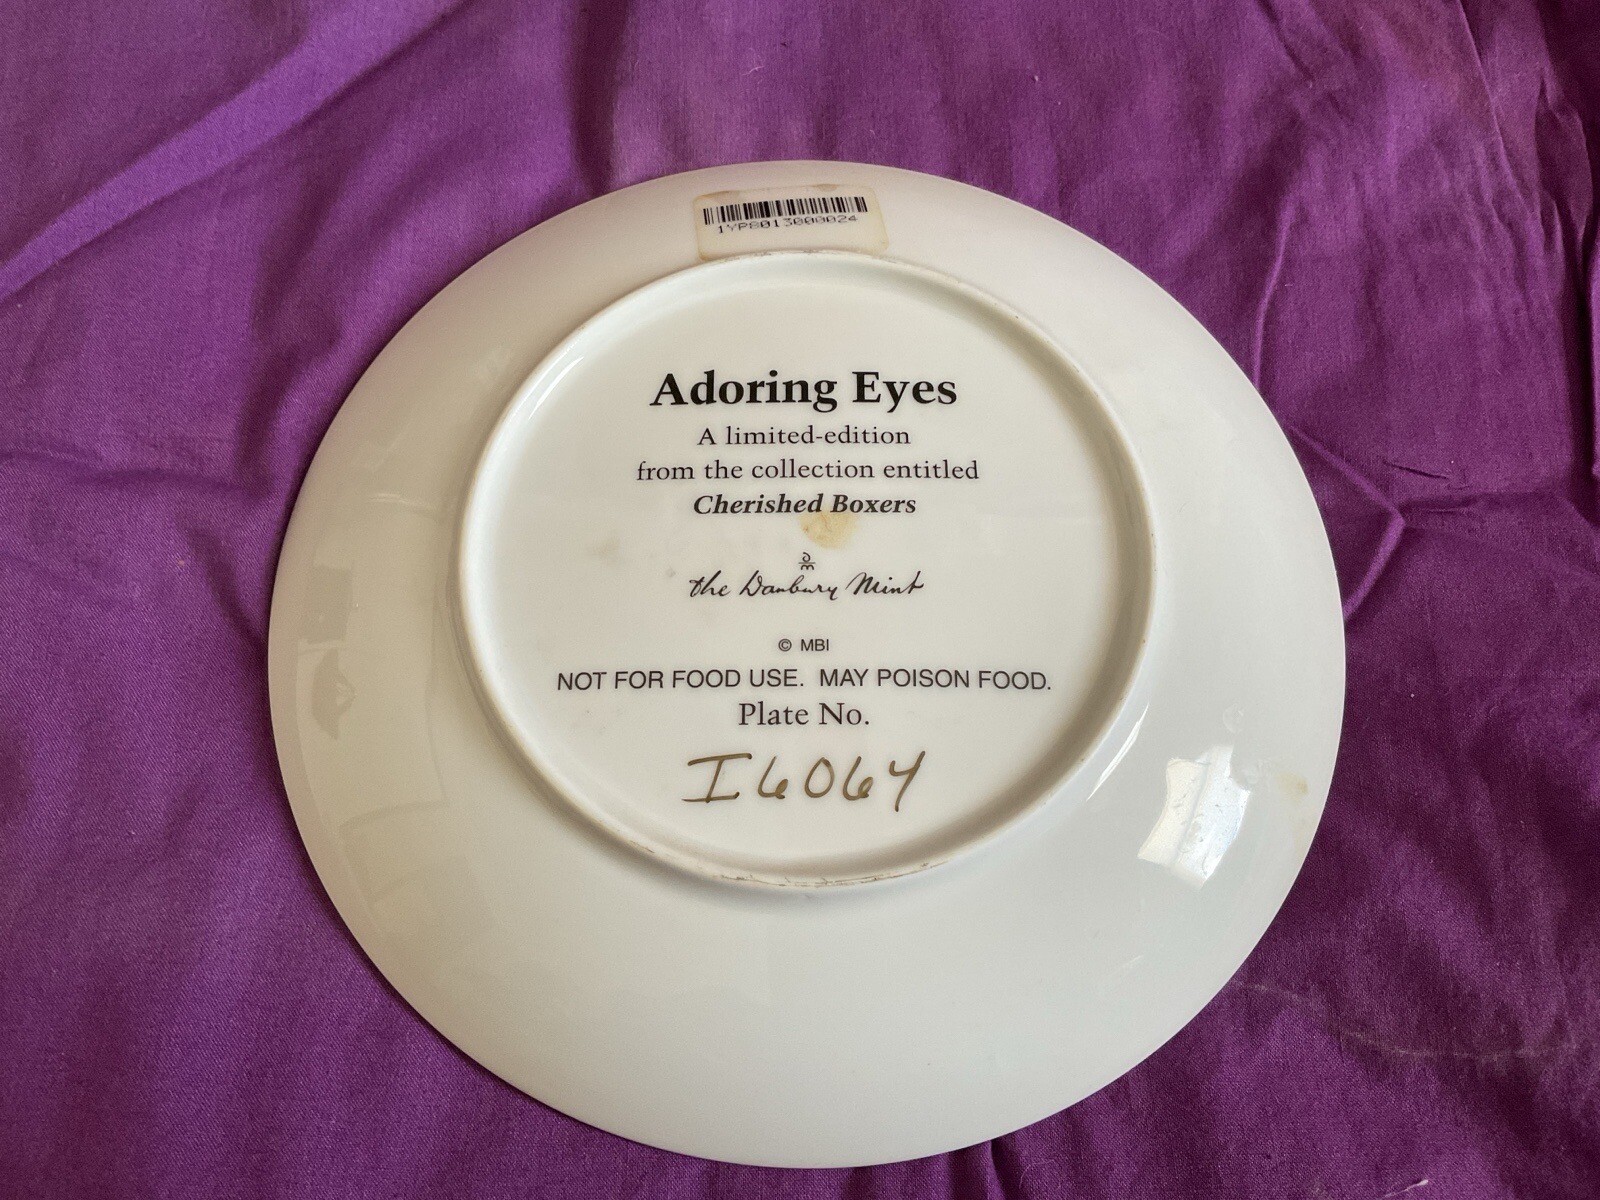 1YP8013000024
Adoring Eyes
A limited-edition
from the collection entitled
Cherished Boxers
the Danbury Mint
© MBI
NOT FOR FOOD USE. MAY POISON FOOD.
Plate No.
I6064